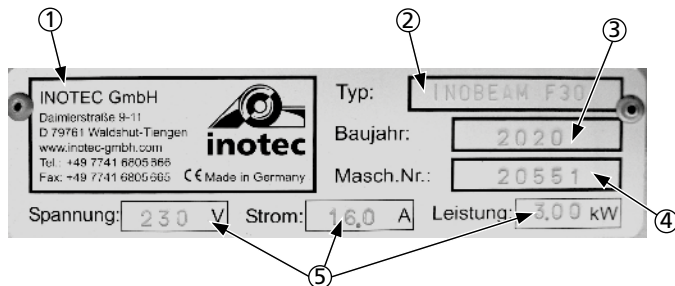 ①
②
③
INOTEC GmbH
Daimlerstraße 9-11
D 79761 Waldshut-Tiengen
www.inotec-gmbh.com
Tel.: +49 7741 6805 666
Fax: +49 7741 6805 665
inotec
CE Made in Germany
Typ: INOBEAM F30
Baujahr: 2020
Masch.Nr.: 20551
④
Spannung: 230 V Strom: 16.0 A Leistung: 3.00 kW
⑤